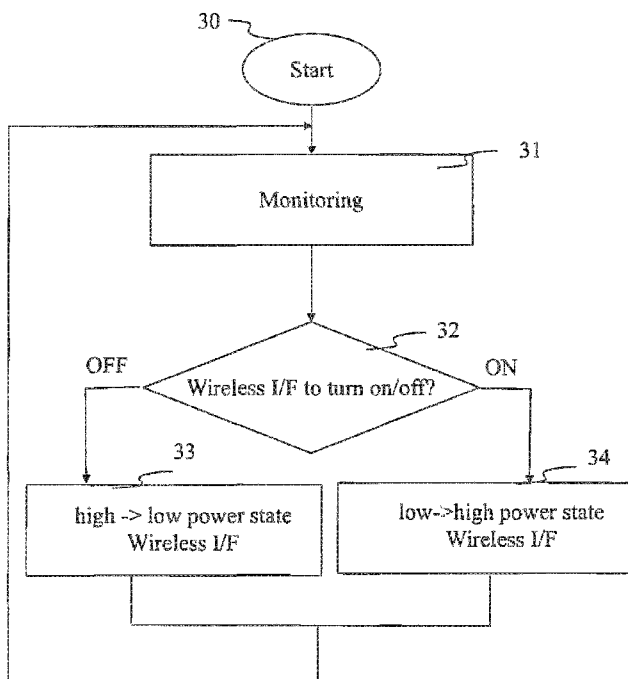 30
Start
31
Monitoring
32
OFF
ON
Wireless I/F to turn on/off?
33
34
high -> low power state
Wireless I/F
low->high power state
Wireless I/F